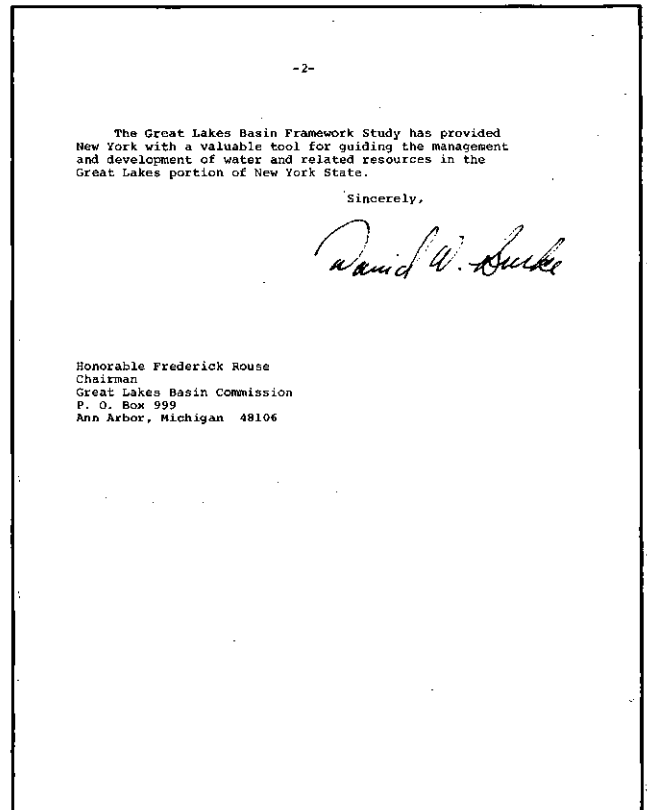 -2-
The Great Lakes Basin Framework Study has provided
New York with a valuable tool for guiding the management
and development of water and related resources in the
Great Lakes portion of New York State.
Sincerely,
David W. Burke
Honorable Frederick Rouse
Chairman
Great Lakes Basin Commission
P. O. Box 999
Ann Arbor, Michigan 48106